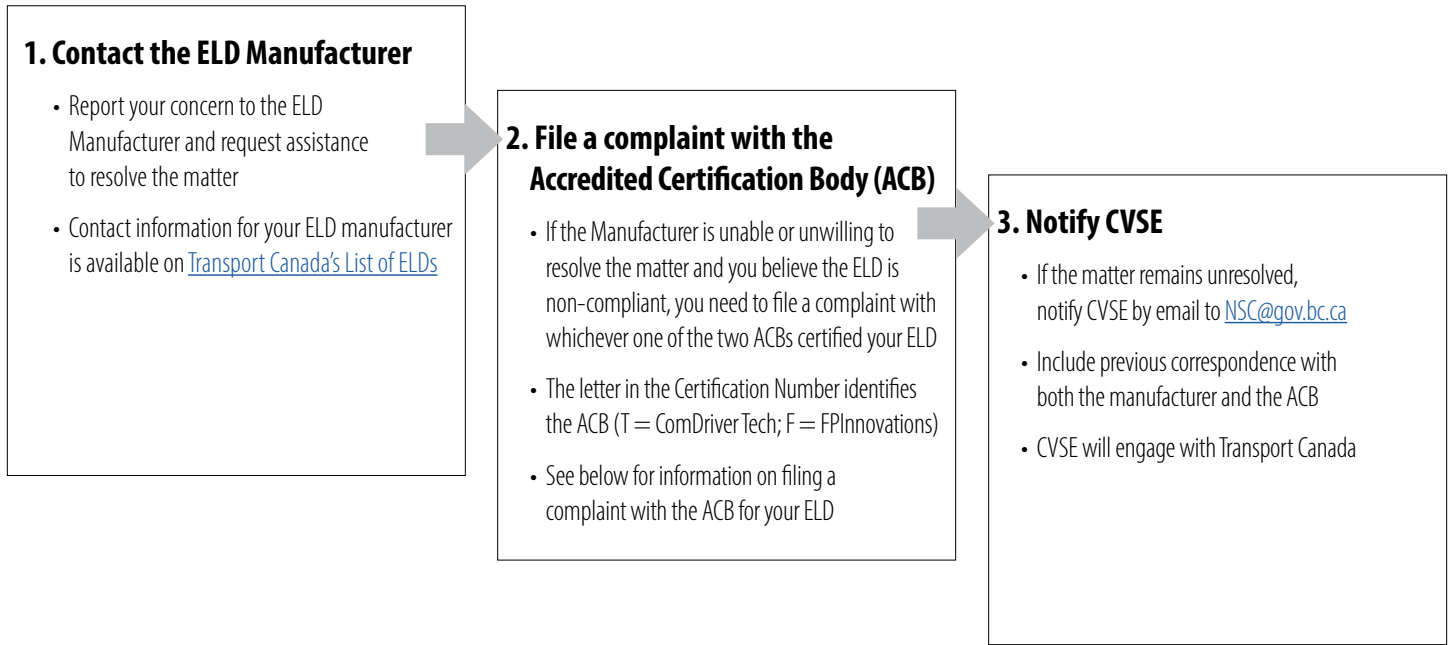 1. Contact the ELD Manufacturer
• Report your concern to the ELD
Manufacturer and request assistance
to resolve the matter
• Contact information for your ELD manufacturer
is available on Transport Canada's List of ELDs
2. File a complaint with the
Accredited Certification Body (ACB)
• If the Manufacturer is unable or unwilling to
resolve the matter and you believe the ELD is
non-compliant, you need to file a complaint with
whichever one of the two ACBs certified your ELD
• The letter in the Certification Number identifies
the ACB (T = ComDriver Tech; F = FPInnovations)
• See below for information on filing a
complaint with the ACB for your ELD
3. Notify CVSE
• If the matter remains unresolved,
notify CVSE by email to NSC@gov.bc.ca
• Include previous correspondence with
both the manufacturer and the ACB
• CVSE will engage with Transport Canada